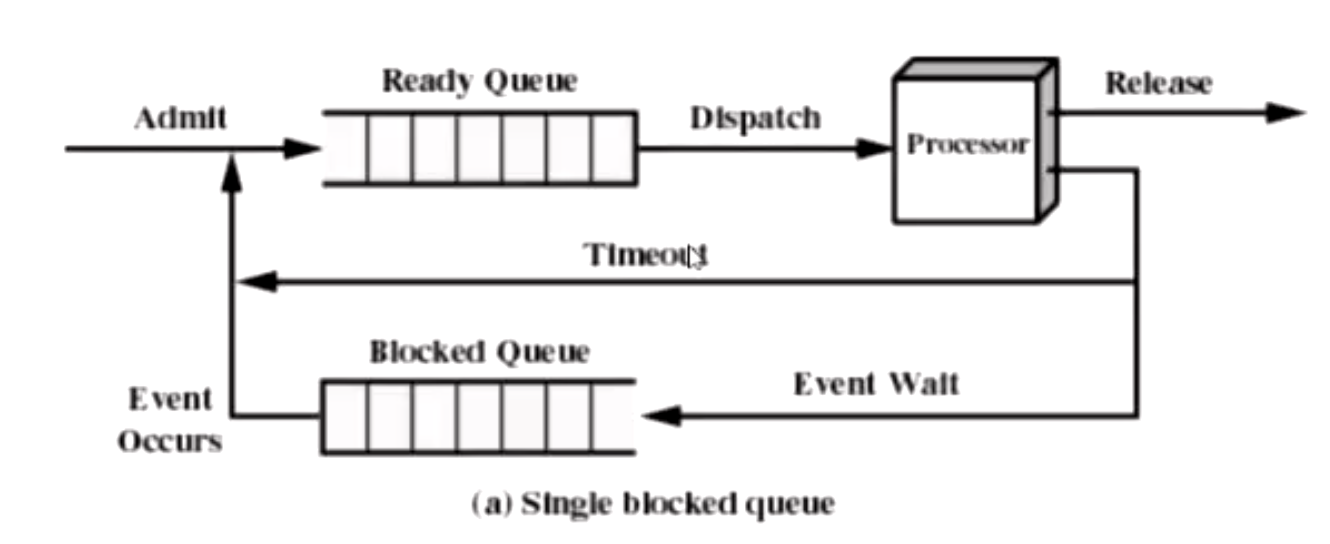 Ready Queue
Release
Admit
Dispatch
Processor
Timeout
Blocked Queue
Event Wait
Event
Occurs
(a) Single blocked queue